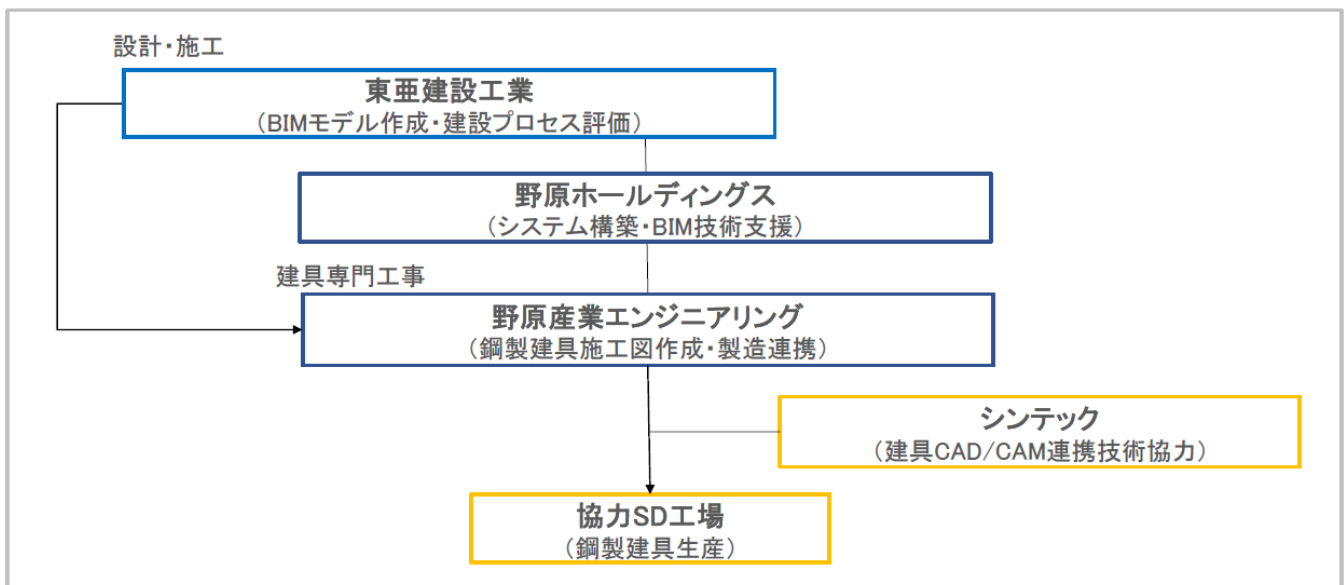 設計・施工
東亜建設工業
（BIMモデル作成・建設プロセス評価）
野原ホールディングス
（システム構築・BIM技術支援）
建具専門工事
野原産業エンジニアリング
（鋼製建具施工図作成・製造連携）
シンテック
（建具CAD/CAM連携技術協力）
協力SD工場
（鋼製建具生産）